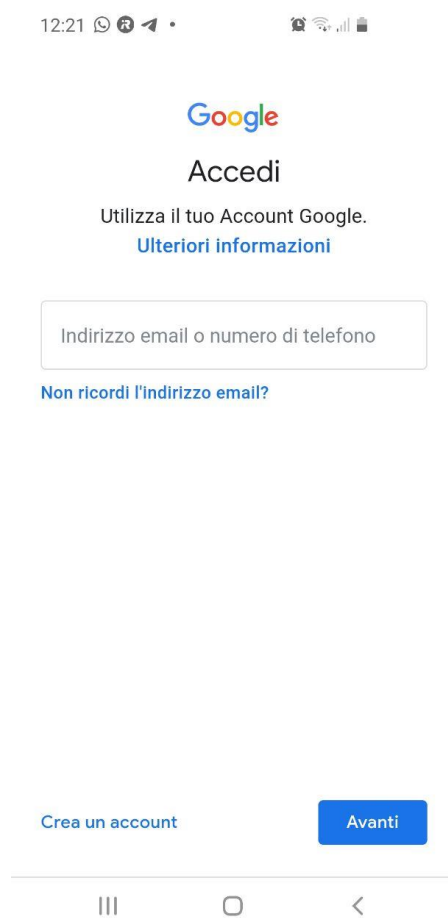 12:21
Google
Accedi
Utilizza il tuo Account Google.
Ulteriori informazioni
Indirizzo email o numero di telefono
Non ricordi l'indirizzo email?
Crea un account
Avanti